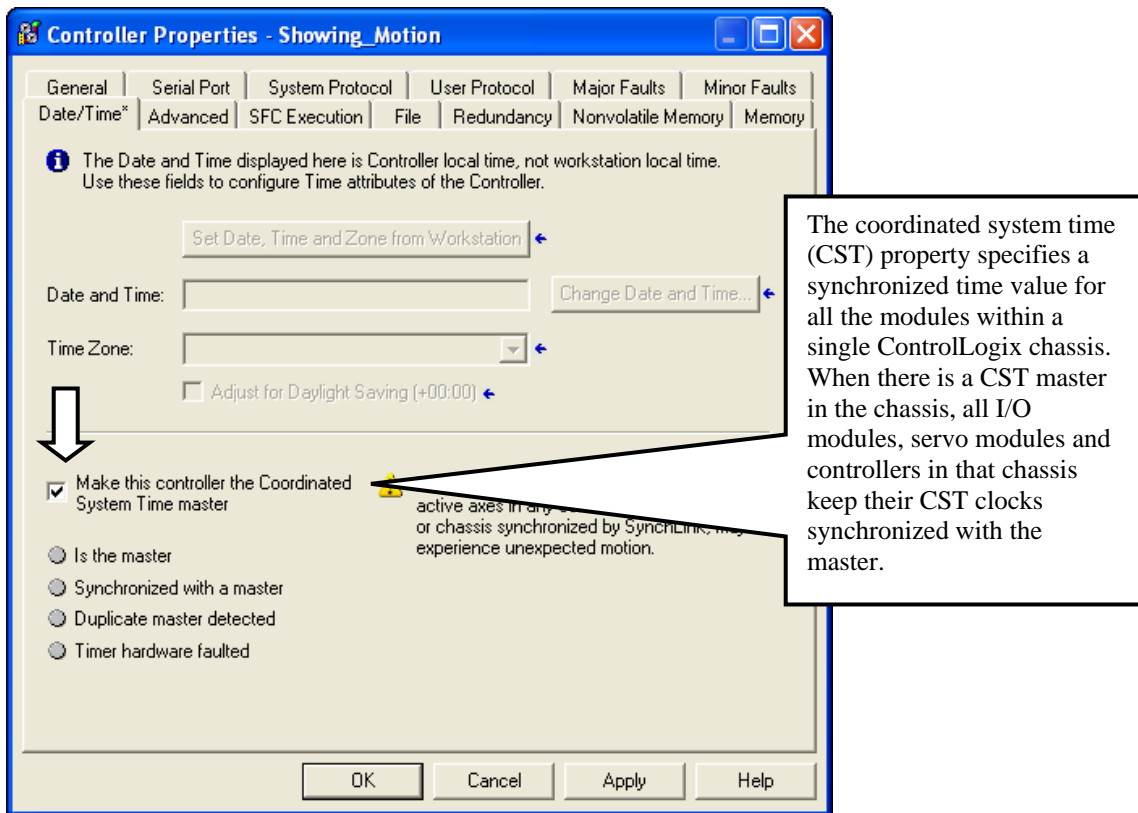 Controller Properties - Showing_Motion
General Serial Port System Protocol User Protocol Major Faults Minor Faults
Date/Time* Advanced SFC Execution File Redundancy Nonvolatile Memory Memory
The Date and Time displayed here is Controller local time, not workstation local time.
Use these fields to configure Time attributes of the Controller.
Set Date, Time and Zone from Workstation
Date and Time:
Change Date and Time...
Time Zone:
Adjust for Daylight Saving (+00:00)
Make this controller the Coordinated
System Time master
active axes in any
or chassis synchronized by SynchLink, may
experience unexpected motion.
Is the master
Synchronized with a master
Duplicate master detected
Timer hardware faulted
OK Cancel Apply Help
The coordinated system time
(CST) property specifies a
synchronized time value for
all the modules within a
single ControlLogix chassis.
When there is a CST master
in the chassis, all I/O
modules, servo modules and
controllers in that chassis
keep their CST clocks
synchronized with the
master.